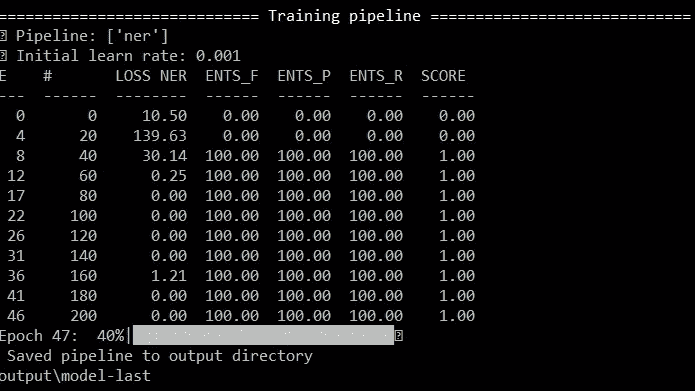 ============================ Training pipeline ============================
Pipeline: ['ner']
Initial learn rate: 0.001
E    #       LOSS NER  ENTS_F  ENTS_P  ENTS_R  SCORE
---  ------  --------  ------  ------  ------  ------
  0       0     10.50    0.00    0.00    0.00    0.00
  4      20    139.63    0.00    0.00    0.00    0.00
  8      40     30.14  100.00  100.00  100.00    1.00
 12      60      0.25  100.00  100.00  100.00    1.00
 17      80      0.00  100.00  100.00  100.00    1.00
 22     100      0.00  100.00  100.00  100.00    1.00
 26     120      0.00  100.00  100.00  100.00    1.00
 31     140      0.00  100.00  100.00  100.00    1.00
 36     160      1.21  100.00  100.00  100.00    1.00
 41     180      0.00  100.00  100.00  100.00    1.00
 46     200      0.00  100.00  100.00  100.00    1.00
Epoch 47:  40%|
Saved pipeline to output directory
output\model-last